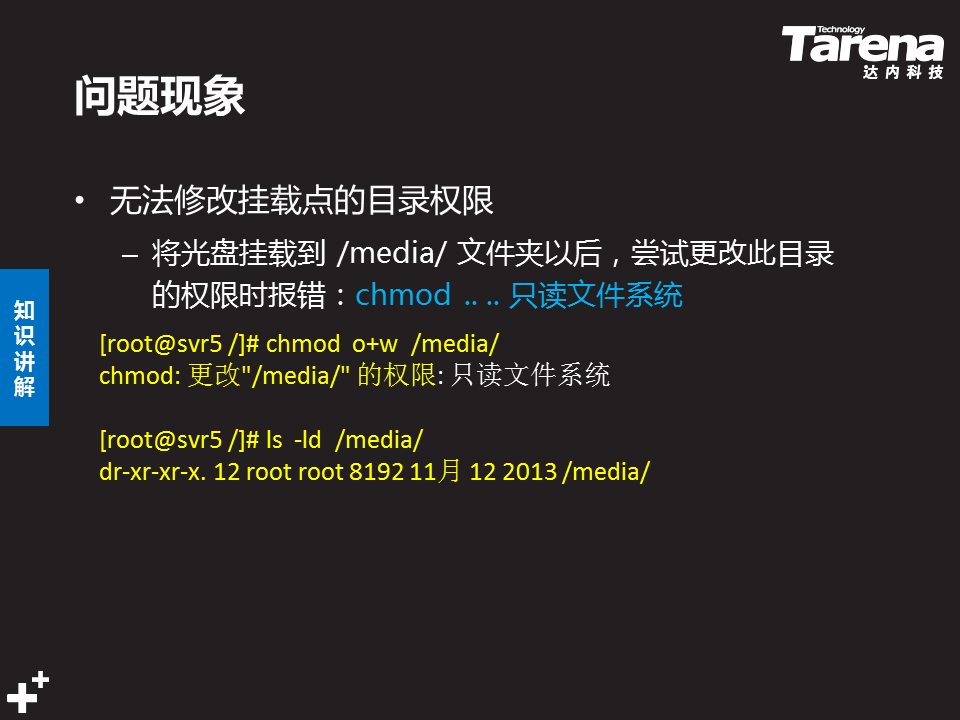 Technology
Tarena
达内科技
问题现象
• 无法修改挂载点的目录权限
– 将光盘挂载到 /media/ 文件夹以后，尝试更改此目录
的权限时报错：chmod .. .. 只读文件系统
知识讲解
[root@svr5 /]# chmod o+w /media/
chmod: 更改"/media/" 的权限: 只读文件系统
[root@svr5 /]# ls -ld /media/
dr-xr-xr-x. 12 root root 8192 11月 12 2013 /media/